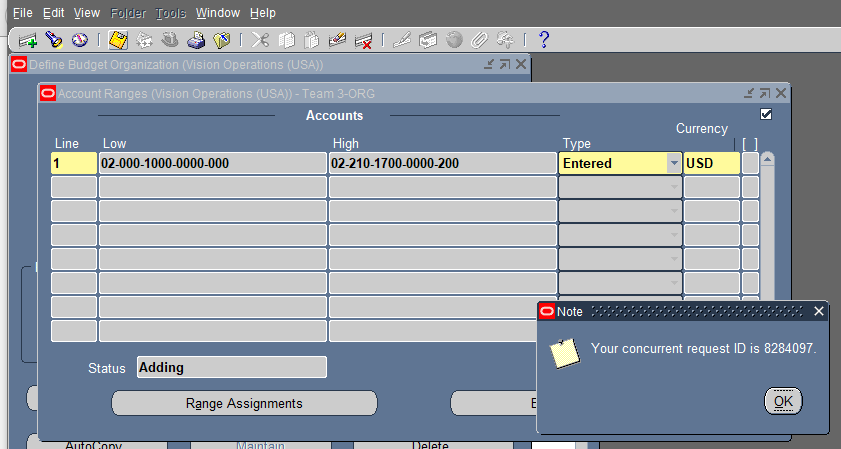 File Edit View Folder Tools Window Help
Define Budget Organization (Vision Operations (USA))
Account Ranges (Vision Operations (USA)) - Team 3-ORG
Accounts
Currency
Line Low High Type [ ]
1 02-000-1000-0000-000 02-210-1700-0000-200 Entered USD
Note
Your concurrent request ID is 8284097.
OK
Status Adding
Range Assignments
AutoCopy Maintain Delete